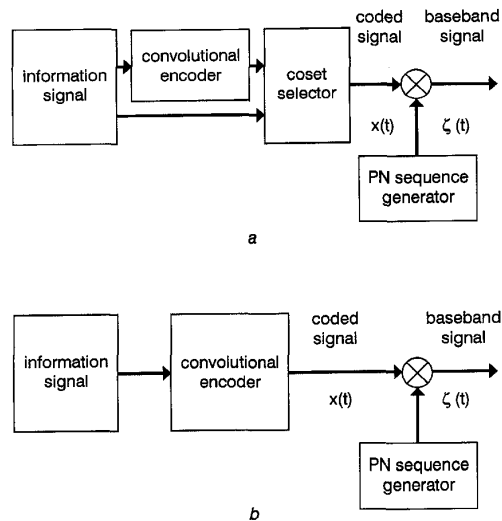 information
signal
convolutional
encoder
coset
selector
coded
signal
baseband
signal
x(t)
ζ (t)
PN sequence
generator
a
information
signal
convolutional
encoder
coded
signal
baseband
signal
x(t)
ζ (t)
PN sequence
generator
b